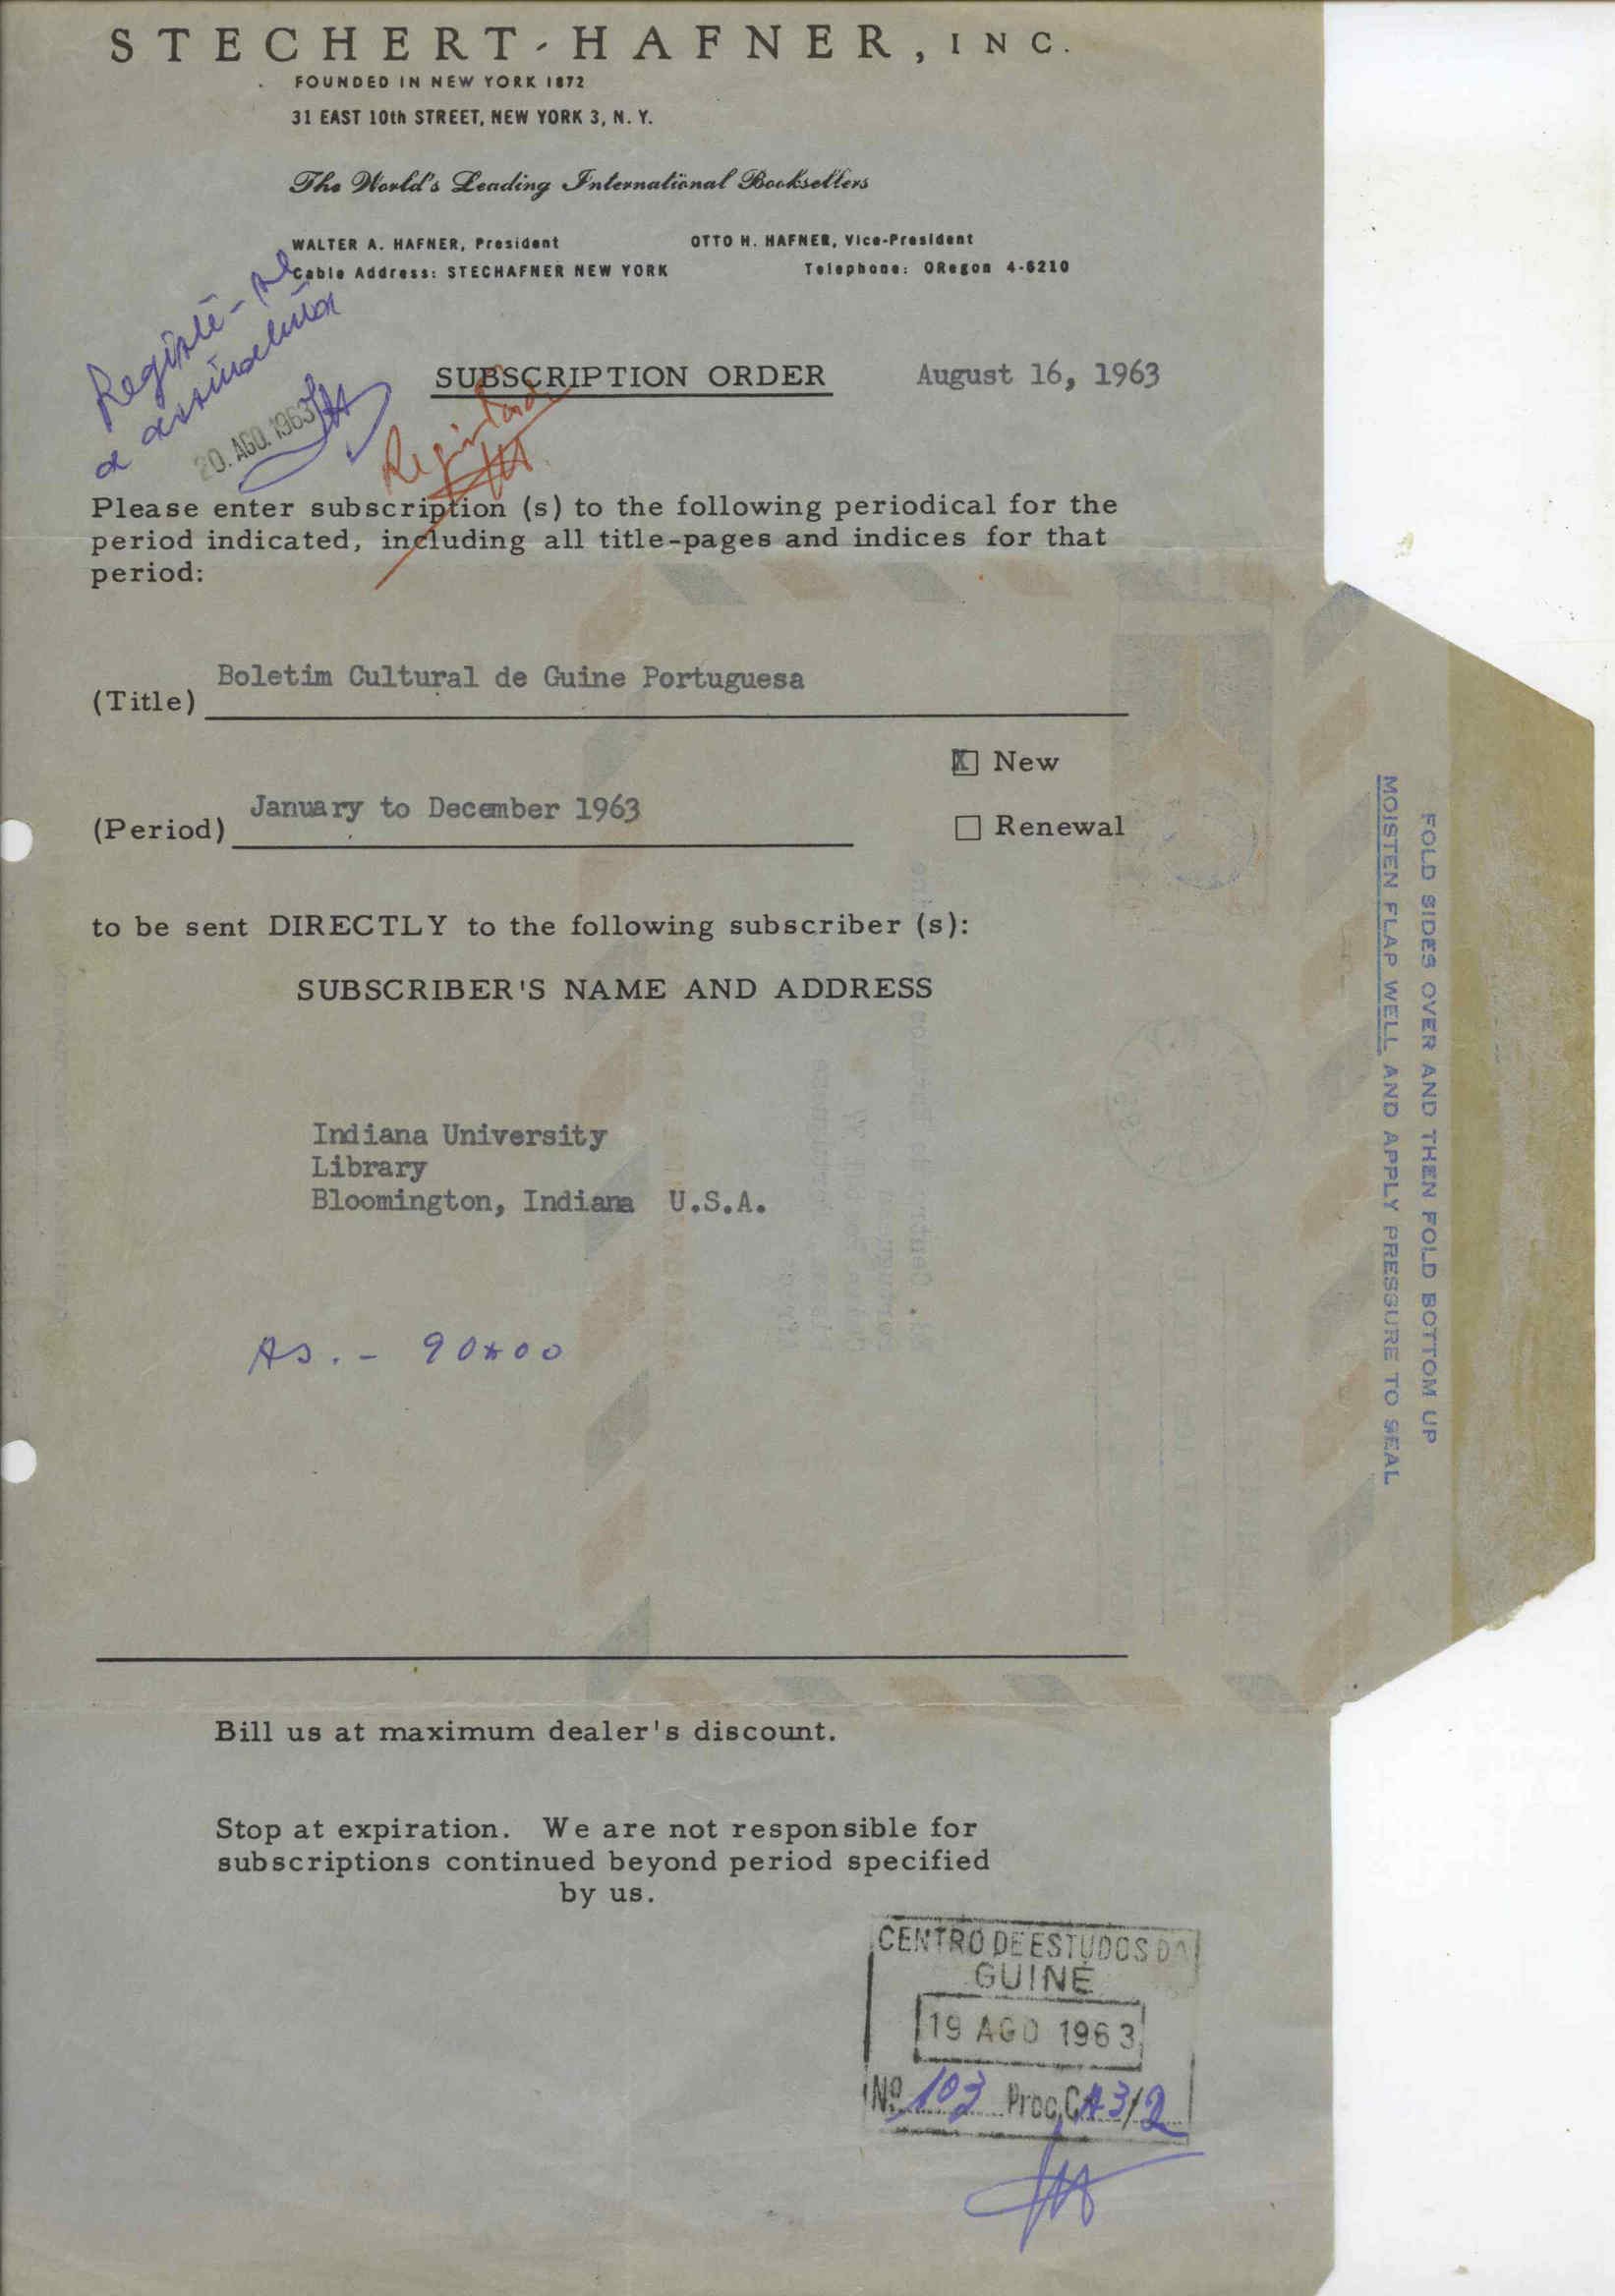 STECHERT-HAFNER, INC.
FOUNDED IN NEW YORK 1872
31 EAST 10th STREET, NEW YORK 3, N. Y.
The World's Leading International Booksellers
WALTER A. HAFNER, President
OTTO H. HAFNER, Vice-President
Cable Address: STECHAFNER NEW YORK
Telephone: ORegon 4-6210
Registe-se
a assinatura
20. AGO. 1963
SUBSCRIPTION ORDER
August 16, 1963
Registado
Please enter subscription (s) to the following periodical for the
period indicated, including all title-pages and indices for that
period:
(Title) Boletim Cultural de Guine Portuguesa
X New
(Period) January to December 1963
Renewal
to be sent DIRECTLY to the following subscriber (s):
SUBSCRIBER'S NAME AND ADDRESS
Indiana University
Library
Bloomington, Indiana U.S.A.
As. - 90$00
Bill us at maximum dealer's discount.
Stop at expiration. We are not responsible for
subscriptions continued beyond period specified
by us.
CENTRO DE ESTUDOS DA
GUINÉ
19 AGO 1963
Nº 103 Proc. CA 3/2
FOLD SIDES OVER AND THEN FOLD BOTTOM UP
MOISTEN FLAP WELL AND APPLY PRESSURE TO SEAL